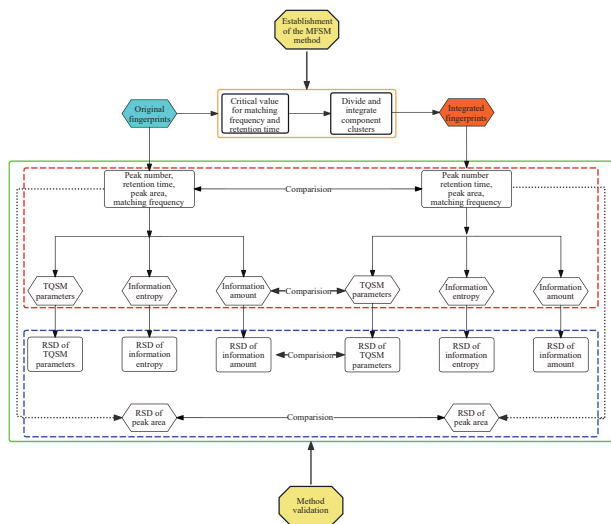 Establishment
of the MFSM
method
Original
fingerprints
Critical value
for matching
frequency and
retention time
Divide and
integrate
component
clusters
Integrated
fingerprints
Peak number,
retention time,
peak area,
matching frequency
Comparision
Peak number
retention time,
peak area,
matching frequency
TQSM
parameters
Information
entropy
Information
amount
Comparision
TQSM
parameters
Information
entropy
Information
amount
RSD of
TQSM
parameters
RSD of
information
entropy
RSD of
information
amount
Comparision
RSD of
TQSM
parameters
RSD of
information
entropy
RSD of
information
amount
RSD of
peak area
Comparision
RSD of
peak area
Method
validation